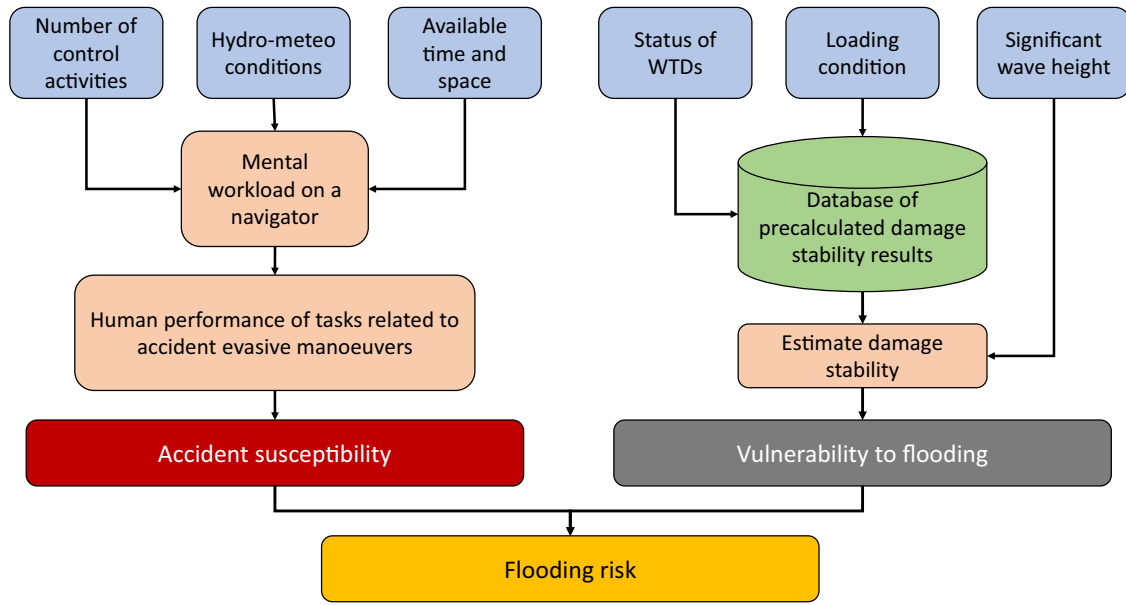 Number of
control
activities
Hydro-meteo
conditions
Available
time and
space
Status of
WTDs
Loading
condition
Significant
wave height
Mental
workload on a
navigator
Database of
precalculated damage
stability results
Human performance of tasks related to
accident evasive manoeuvers
Estimate damage
stability
Accident susceptibility
Vulnerability to flooding
Flooding risk